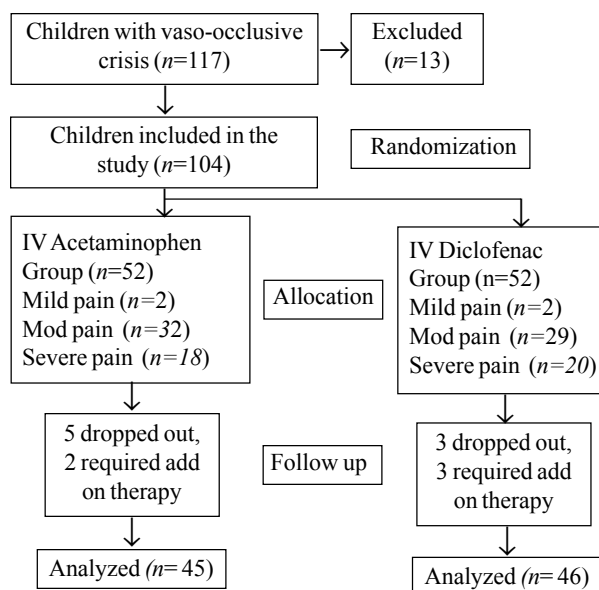 Children with vaso-occlusive
crisis (n=117)
Excluded
(n=13)
Children included in the
study (n=104)
Randomization
IV Acetaminophen
Group (n=52)
Mild pain (n=2)
Mod pain (n=32)
Severe pain (n=18)
Allocation
IV Diclofenac
Group (n=52)
Mild pain (n=2)
Mod pain (n=29)
Severe pain (n=20)
5 dropped out,
2 required add
on therapy
Follow up
3 dropped out,
3 required add
on therapy
Analyzed (n=45)
Analyzed (n=46)